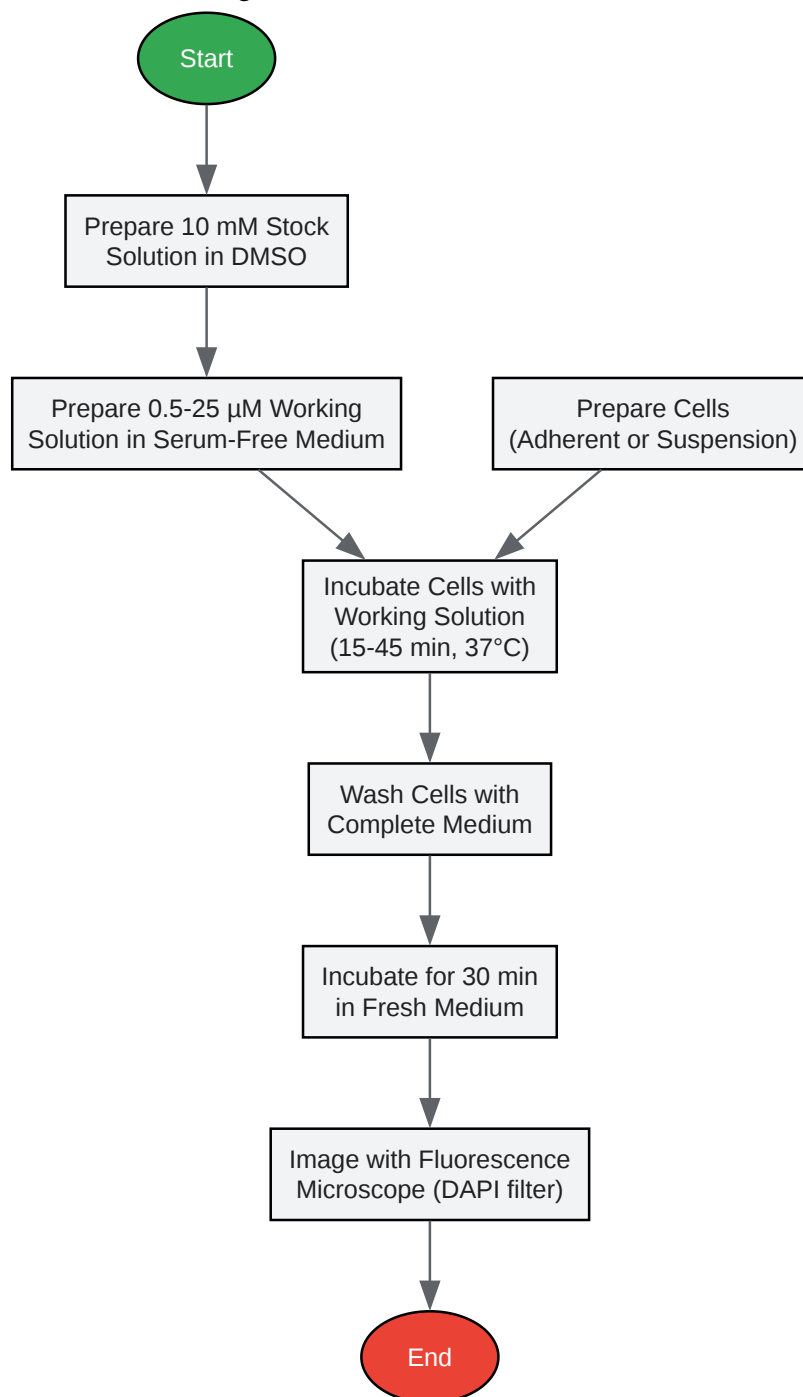 Start
Prepare 10 mM Stock
Solution in DMSO
Prepare 0.5-25 µM Working
Solution in Serum-Free Medium
Prepare Cells
(Adherent or Suspension)
Incubate Cells with
Working Solution
(15-45 min, 37°C)
Wash Cells with
Complete Medium
Incubate for 30 min
in Fresh Medium
Image with Fluorescence
Microscope (DAPI filter)
End